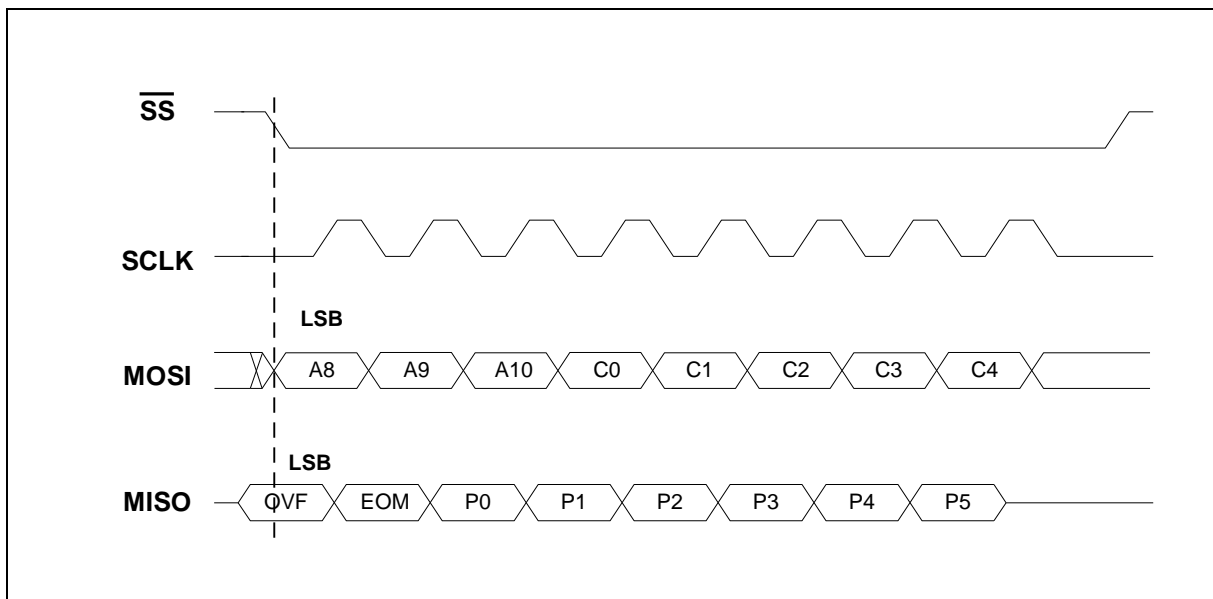 SS
SCLK
LSB
MOSI A8 A9 A10 C0 C1 C2 C3 C4
LSB
MISO OVF EOM P0 P1 P2 P3 P4 P5